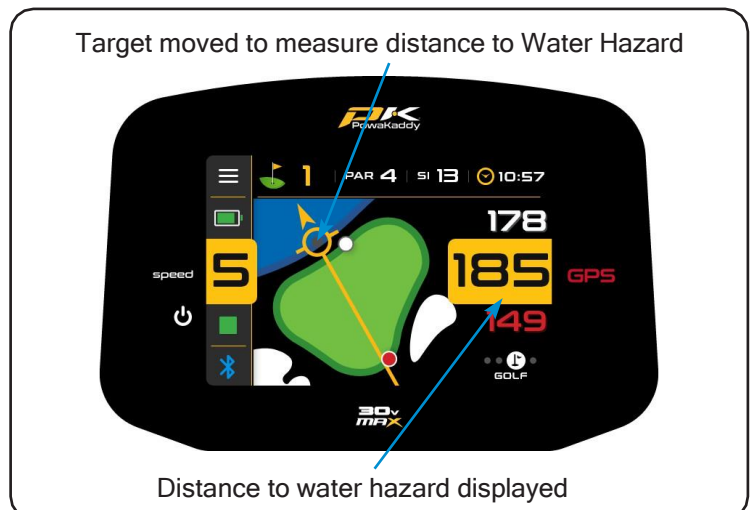 Target moved to measure distance to Water Hazard
PK
PowaKaddy
1 PAR 4 SI 13 10:57
178
speed 5 185 GPS
149
GOLF
30v
MAX
Distance to water hazard displayed